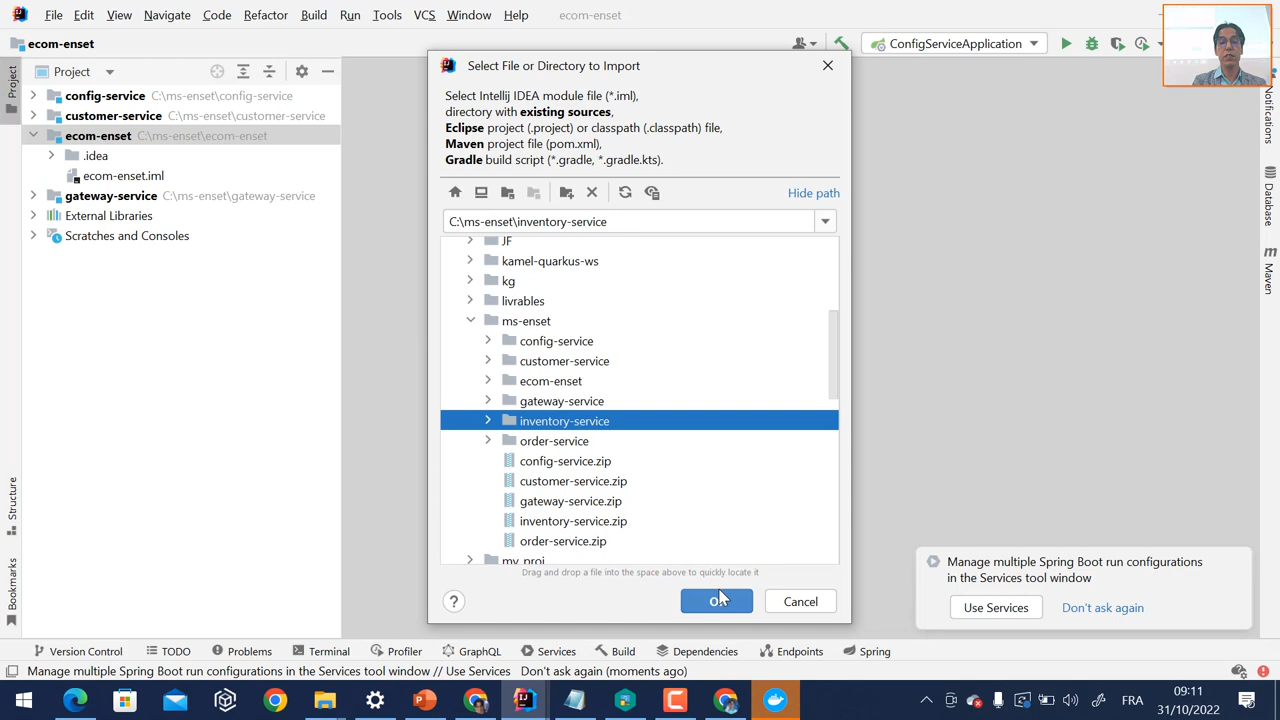 File Edit View Navigate Code Refactor Build Run Tools VCS Window Help ecom-enset
ecom-enset
ConfigServiceApplication
Project
Project
config-service C:\ms-enset\config-service
customer-service C:\ms-enset\customer-service
ecom-enset C:\ms-enset\ecom-enset
.idea
ecom-enset.iml
gateway-service C:\ms-enset\gateway-service
External Libraries
Scratches and Consoles
Structure
Bookmarks
Select File or Directory to Import
Select Intellij IDEA module file (*.iml),
directory with existing sources,
Eclipse project (.project) or classpath (.classpath) file,
Maven project file (pom.xml),
Gradle build script (*.gradle, *.gradle.kts).
Hide path
C:\ms-enset\inventory-service
JF
kamel-quarkus-ws
kg
livrables
ms-enset
config-service
customer-service
ecom-enset
gateway-service
inventory-service
order-service
config-service.zip
customer-service.zip
gateway-service.zip
inventory-service.zip
order-service.zip
my_proj
Drag and drop a file into the space above to quickly locate it
? Cancel
Notifications
Database
Maven
Manage multiple Spring Boot run configurations
in the Services tool window
Use Services Don't ask again
Version Control TODO Problems Terminal Profiler GraphQL Services Build Dependencies Endpoints Spring
Manage multiple Spring Boot run configurations in the Services tool window // Use Services Don't ask again (moments ago)
FRA
09:11
31/10/2022